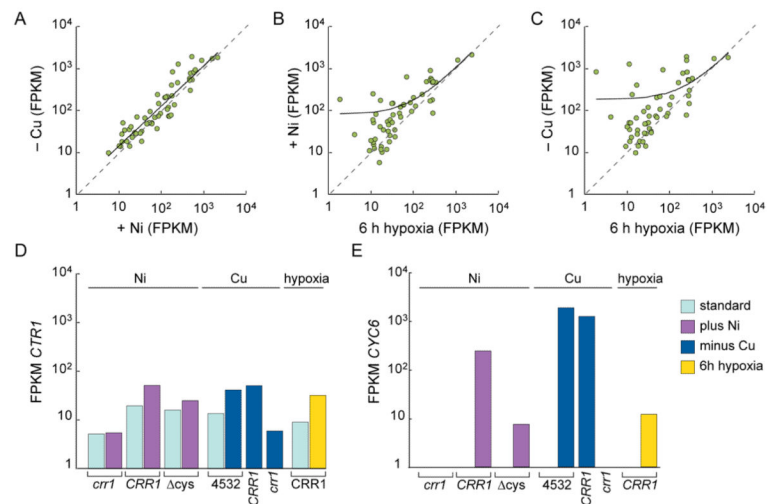 A
B
C
10⁴
10³
10²
10
1
– Cu (FPKM)
1 10 10² 10³ 10⁴
+ Ni (FPKM)
10⁴
10³
10²
10
1
+ Ni (FPKM)
1 10 10² 10³ 10⁴
6 h hypoxia (FPKM)
10⁴
10³
10²
10
1
– Cu (FPKM)
1 10 10² 10³ 10⁴
6 h hypoxia (FPKM)
D
Ni Cu hypoxia
10⁴
10³
10²
10
1
FPKM CTR1
crr1 CRR1 Δcys 4532 CRR1 crr1 CRR1
E
Ni Cu hypoxia
10⁴
10³
10²
10
1
FPKM CYC6
crr1 CRR1 Δcys 4532 CRR1 crr1 CRR1
standard
plus Ni
minus Cu
6h hypoxia